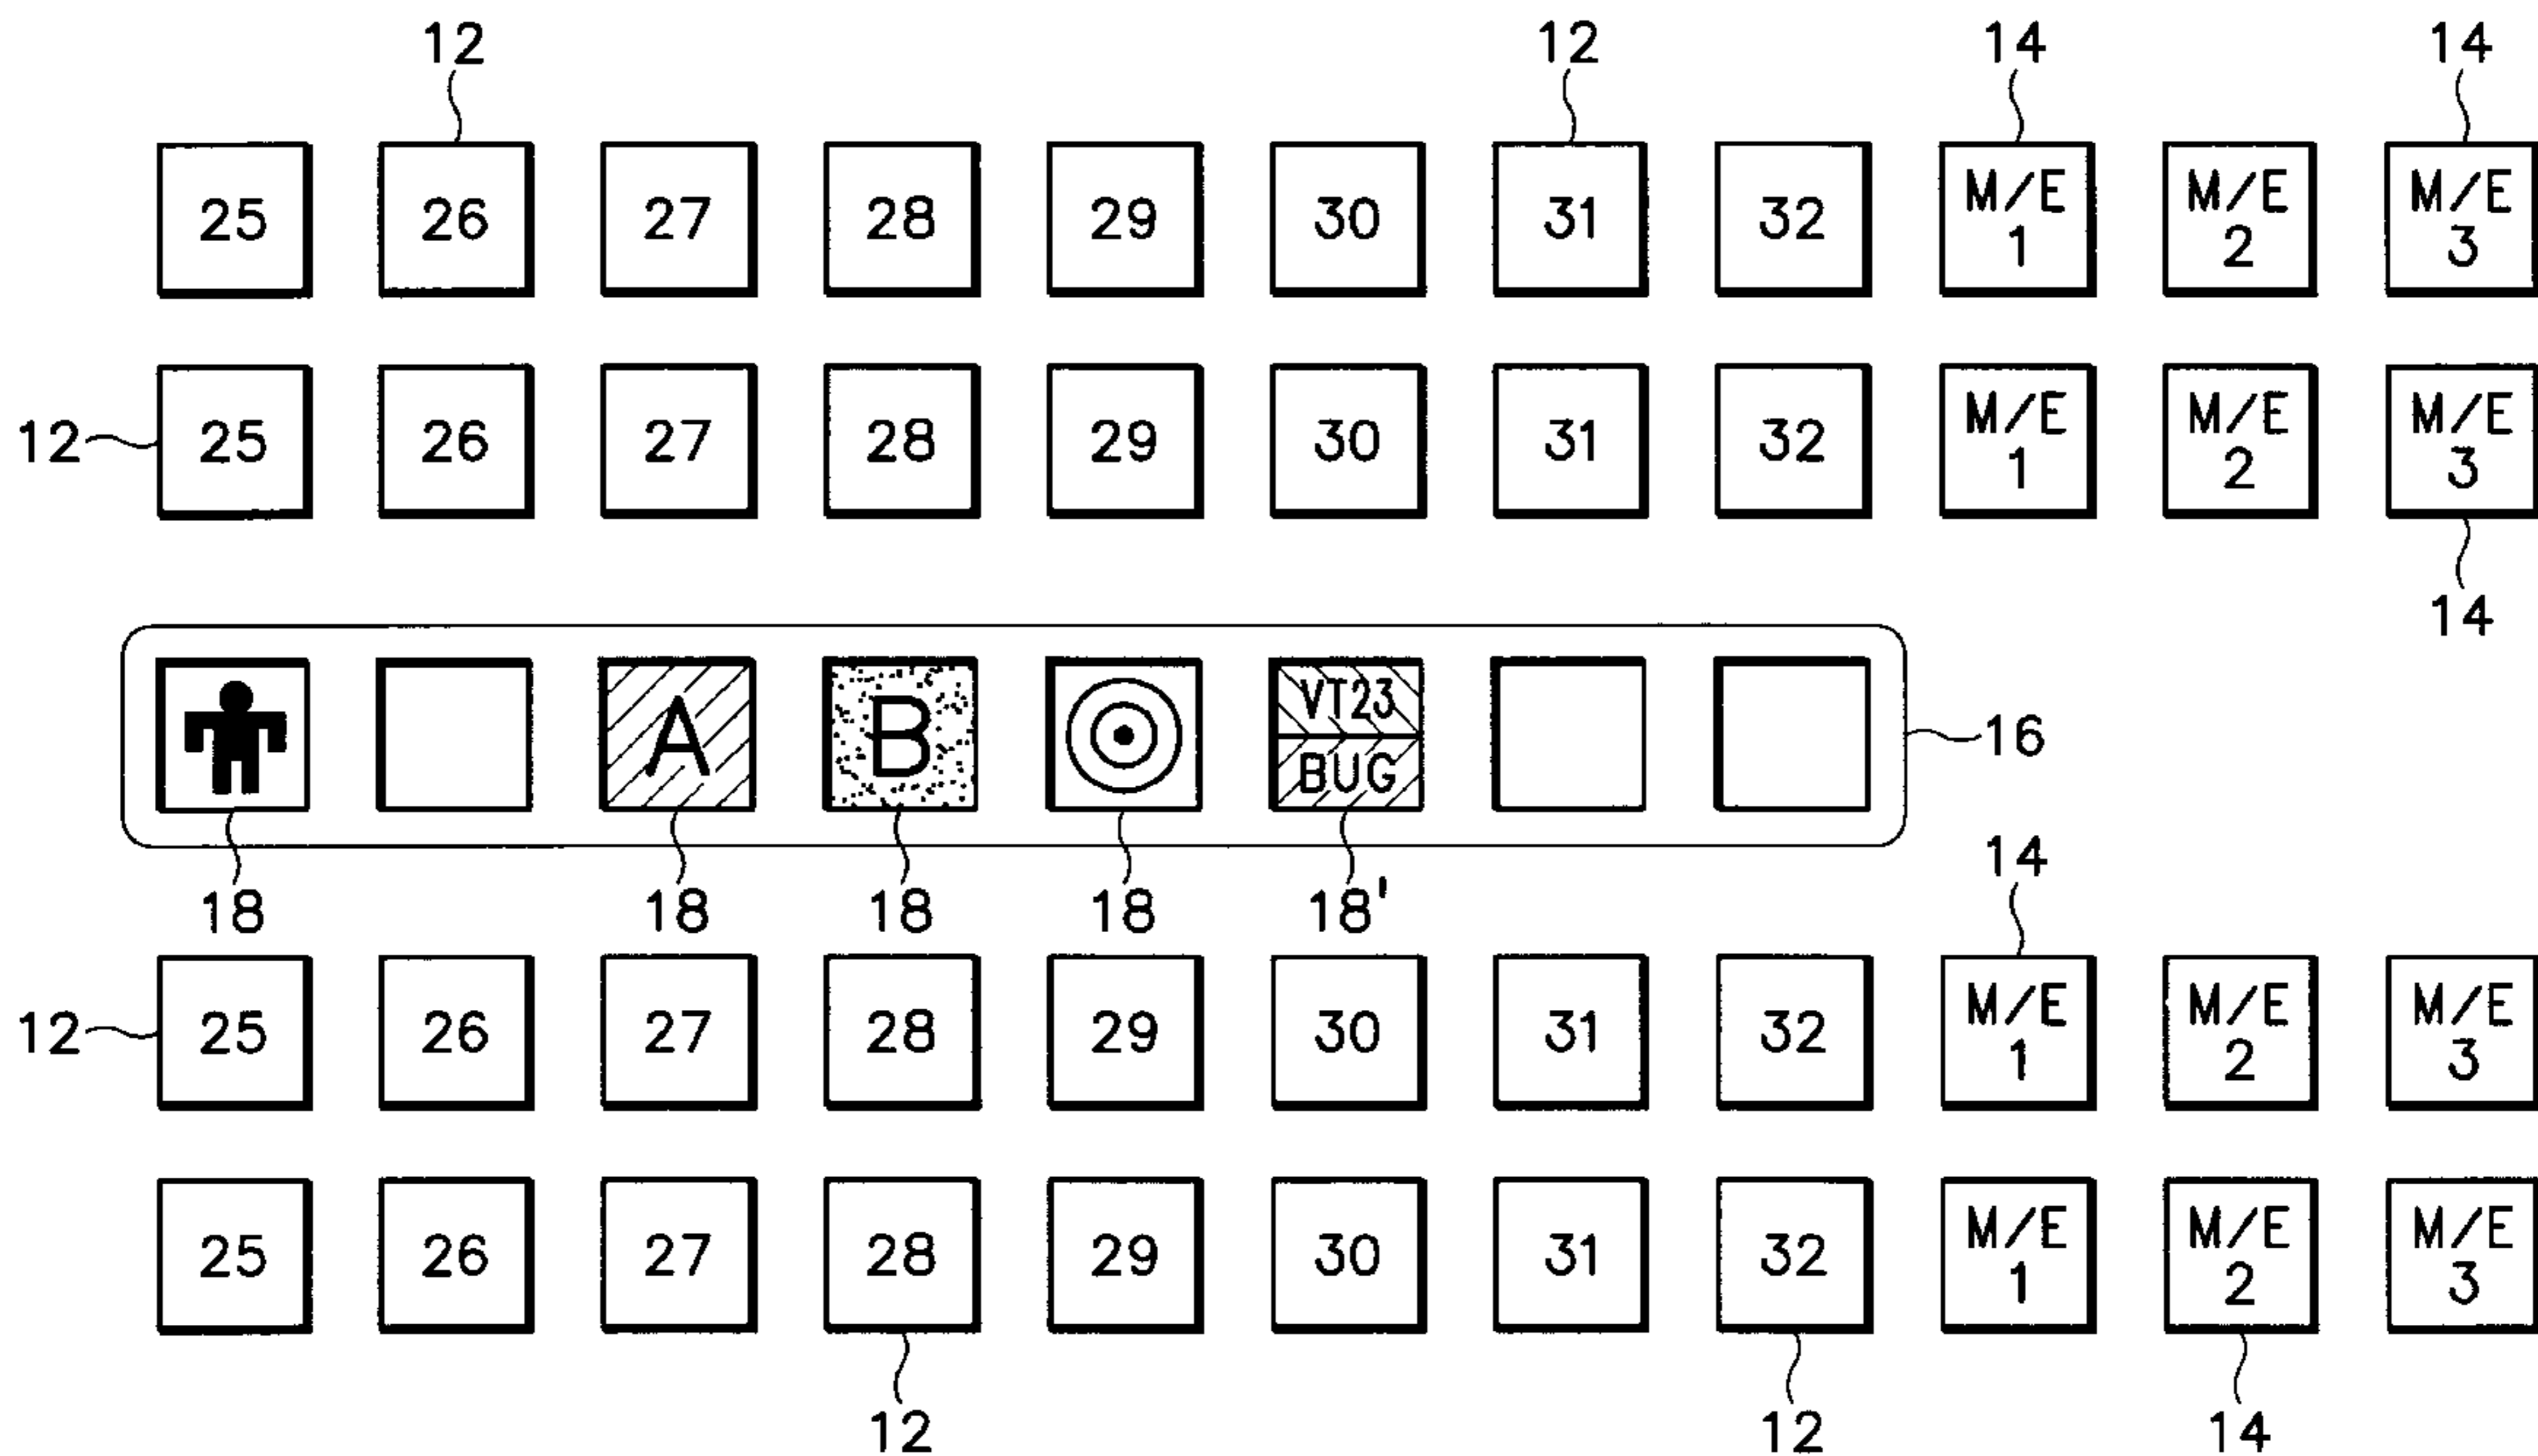 12 12 14 14
25 26 27 28 29 30 31 32 M/E 1 M/E 2 M/E 3
12 25 26 27 28 29 30 31 32 M/E 1 M/E 2 M/E 3
14
A B VT23 BUG 16
18 18 18 18 18' 14
12 25 26 27 28 29 30 31 32 M/E 1 M/E 2 M/E 3
25 26 27 28 29 30 31 32 M/E 1 M/E 2 M/E 3
12 12 14